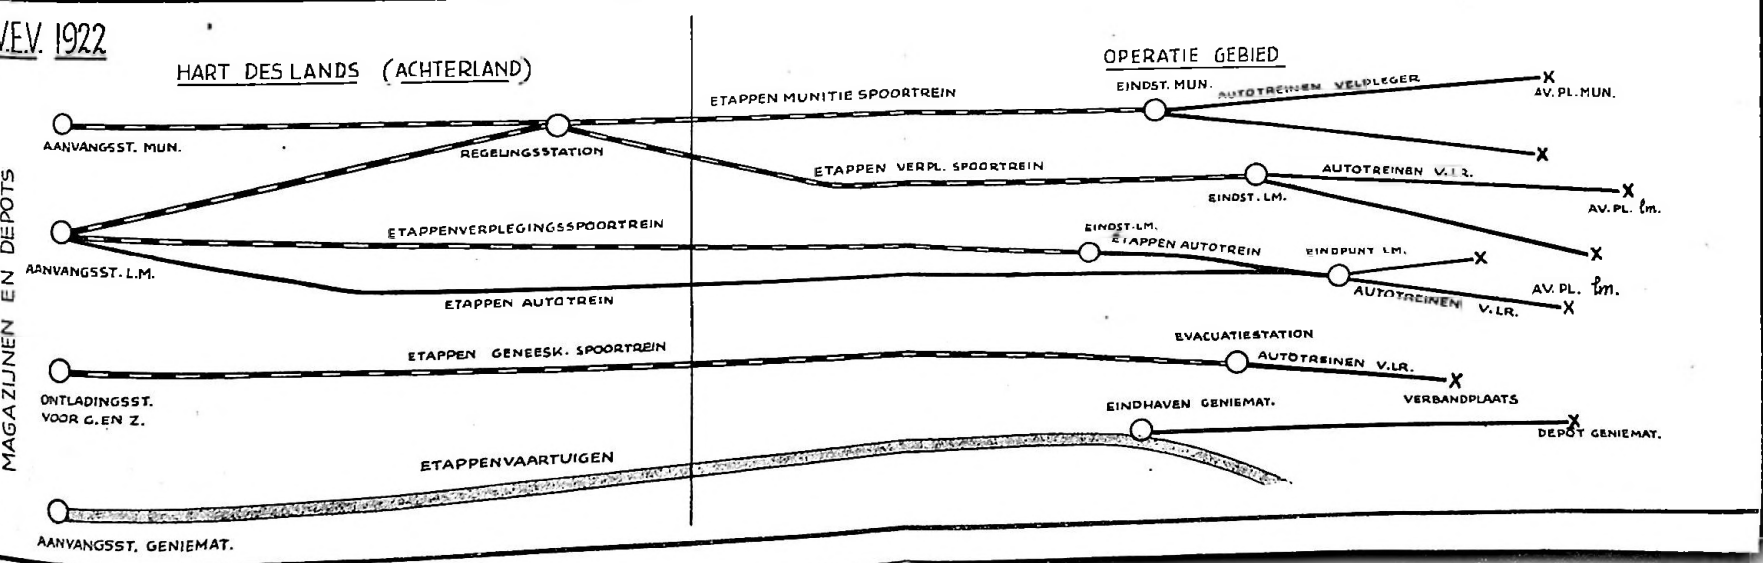 V.E.V. 1922
HART DES LANDS (ACHTERLAND)
OPERATIE GEBIED
MAGAZIJNEN EN DEPOTS
AANVANGSST. MUN.
REGELINGSSTATION
ETAPPEN MUNITIE SPOORTREIN
EINDST. MUN.
AUTOTREINEN VELDLEGER
AV. PL. MUN.
ETAPPEN VERPL. SPOORTREIN
EINDST. LM.
AUTOTREINEN
AV. PL. lm.
AANVANGSST. L.M.
ETAPPENVERPLEGINGSSPOORTREIN
EINDST. LM.
ETAPPEN AUTOTREIN
EINDPUNT LM.
ETAPPEN AUTOTREIN
AUTOTREINEN V.LR.
AV. PL. lm.
ONTLADINGSST.
VOOR G. EN Z.
ETAPPEN GENEESK. SPOORTREIN
EVACUATIESTATION
AUTOTREINEN V.LR.
VERBANDPLAATS
AANVANGSST. GENIEMAT.
ETAPPENVAARTUIGEN
EINDHAVEN GENIEMAT.
DEPÔT GENIEMAT.